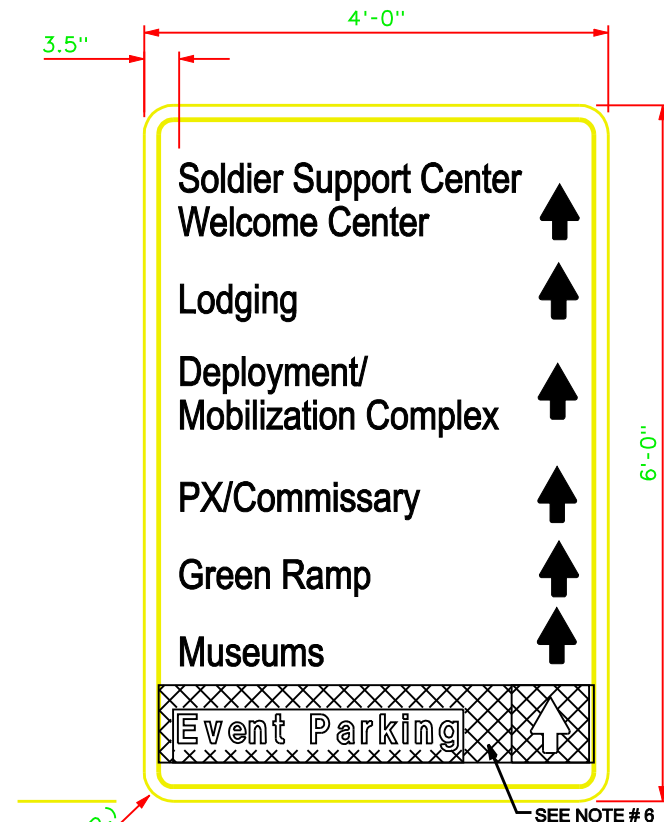 4'-0"
3.5"
Soldier Support Center
Welcome Center
Lodging
Deployment/
Mobilization Complex
6'-0"
PX/Commissary
Green Ramp
Museums
Event Parking
SEE NOTE # 6